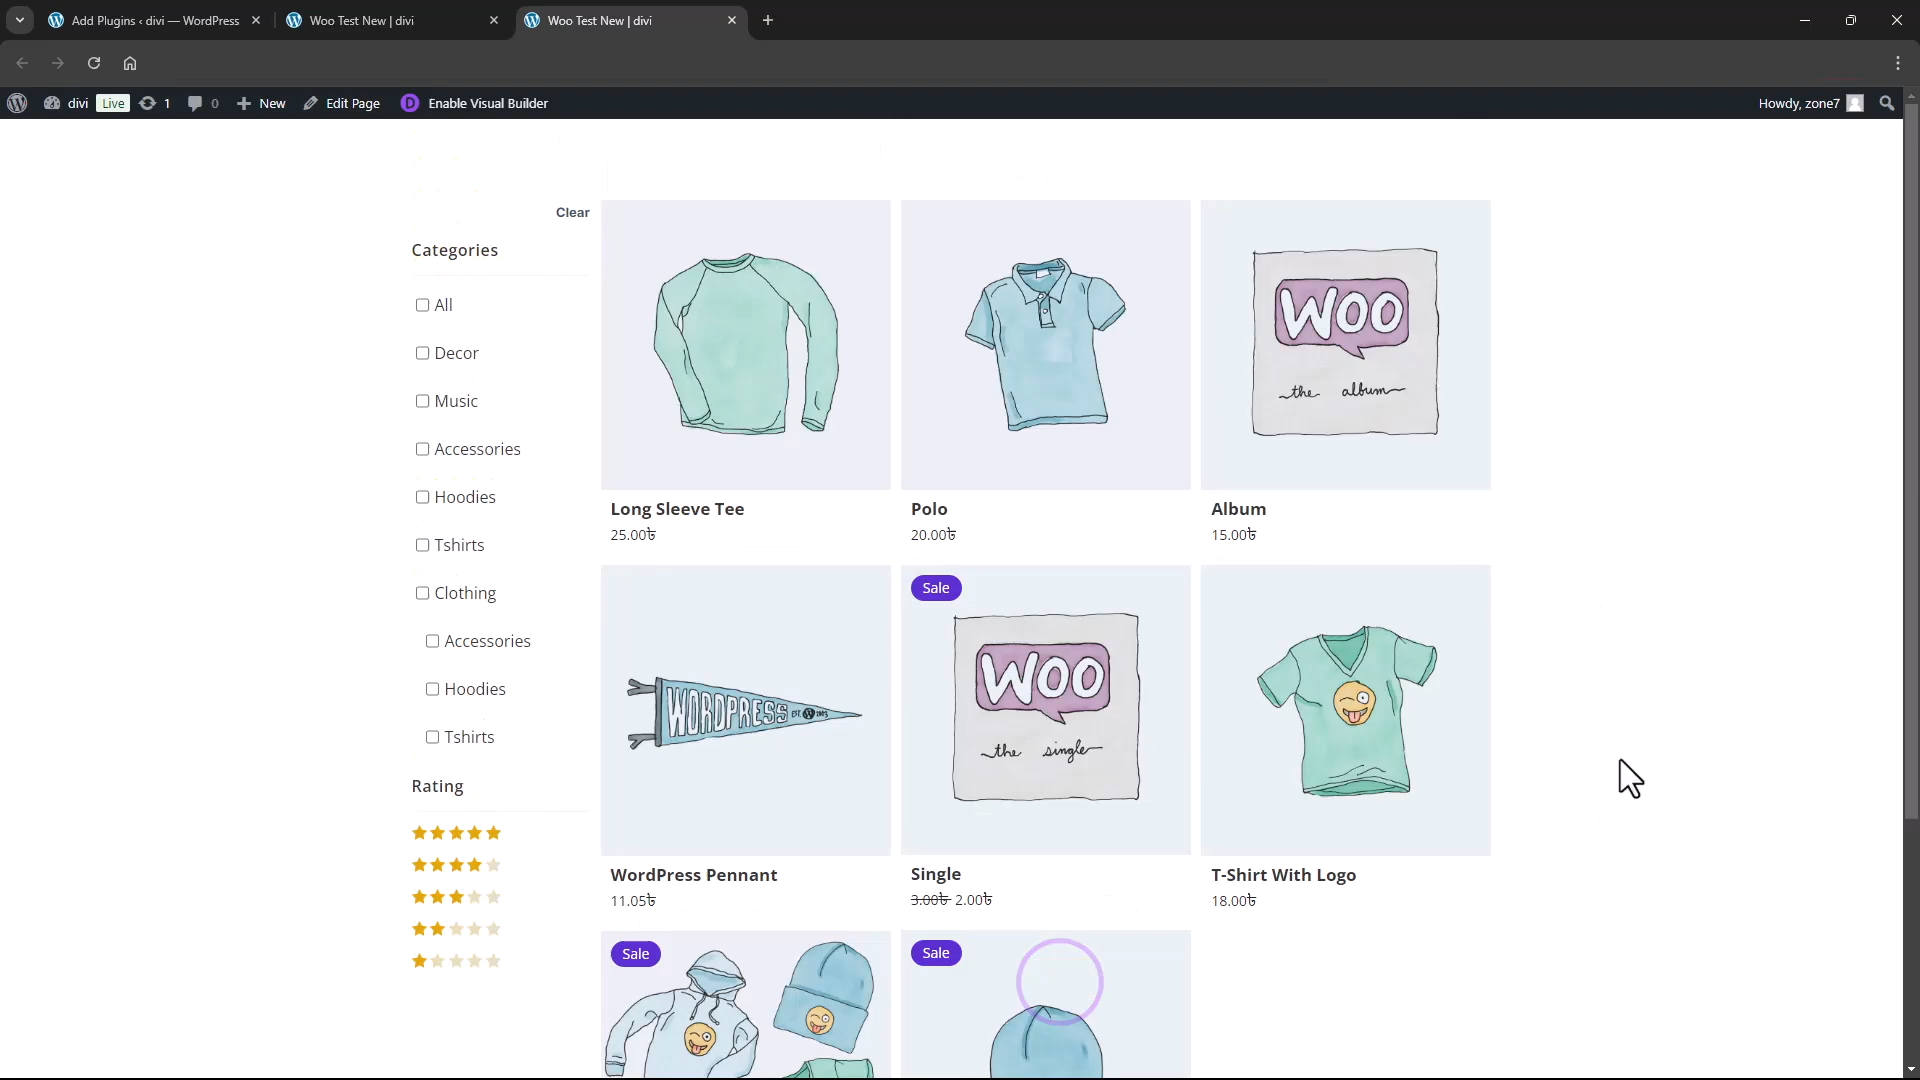 Add Plugins ‹ divi — WordPress
Woo Test New | divi
Woo Test New | divi
divi Live 1 0 New Edit Page D Enable Visual Builder
Howdy, zone7
Clear
Categories
All
Decor
Music
Accessories
Hoodies
Tshirts
Clothing
Accessories
Hoodies
Tshirts
Rating
WOO
the album
Long Sleeve Tee
25.00৳
Polo
20.00৳
Album
15.00৳
WORDPRESS EST. 2003
Sale
WOO
the single
WordPress Pennant
11.05৳
Single
3.00৳ 2.00৳
T-Shirt With Logo
18.00৳
Sale
Sale